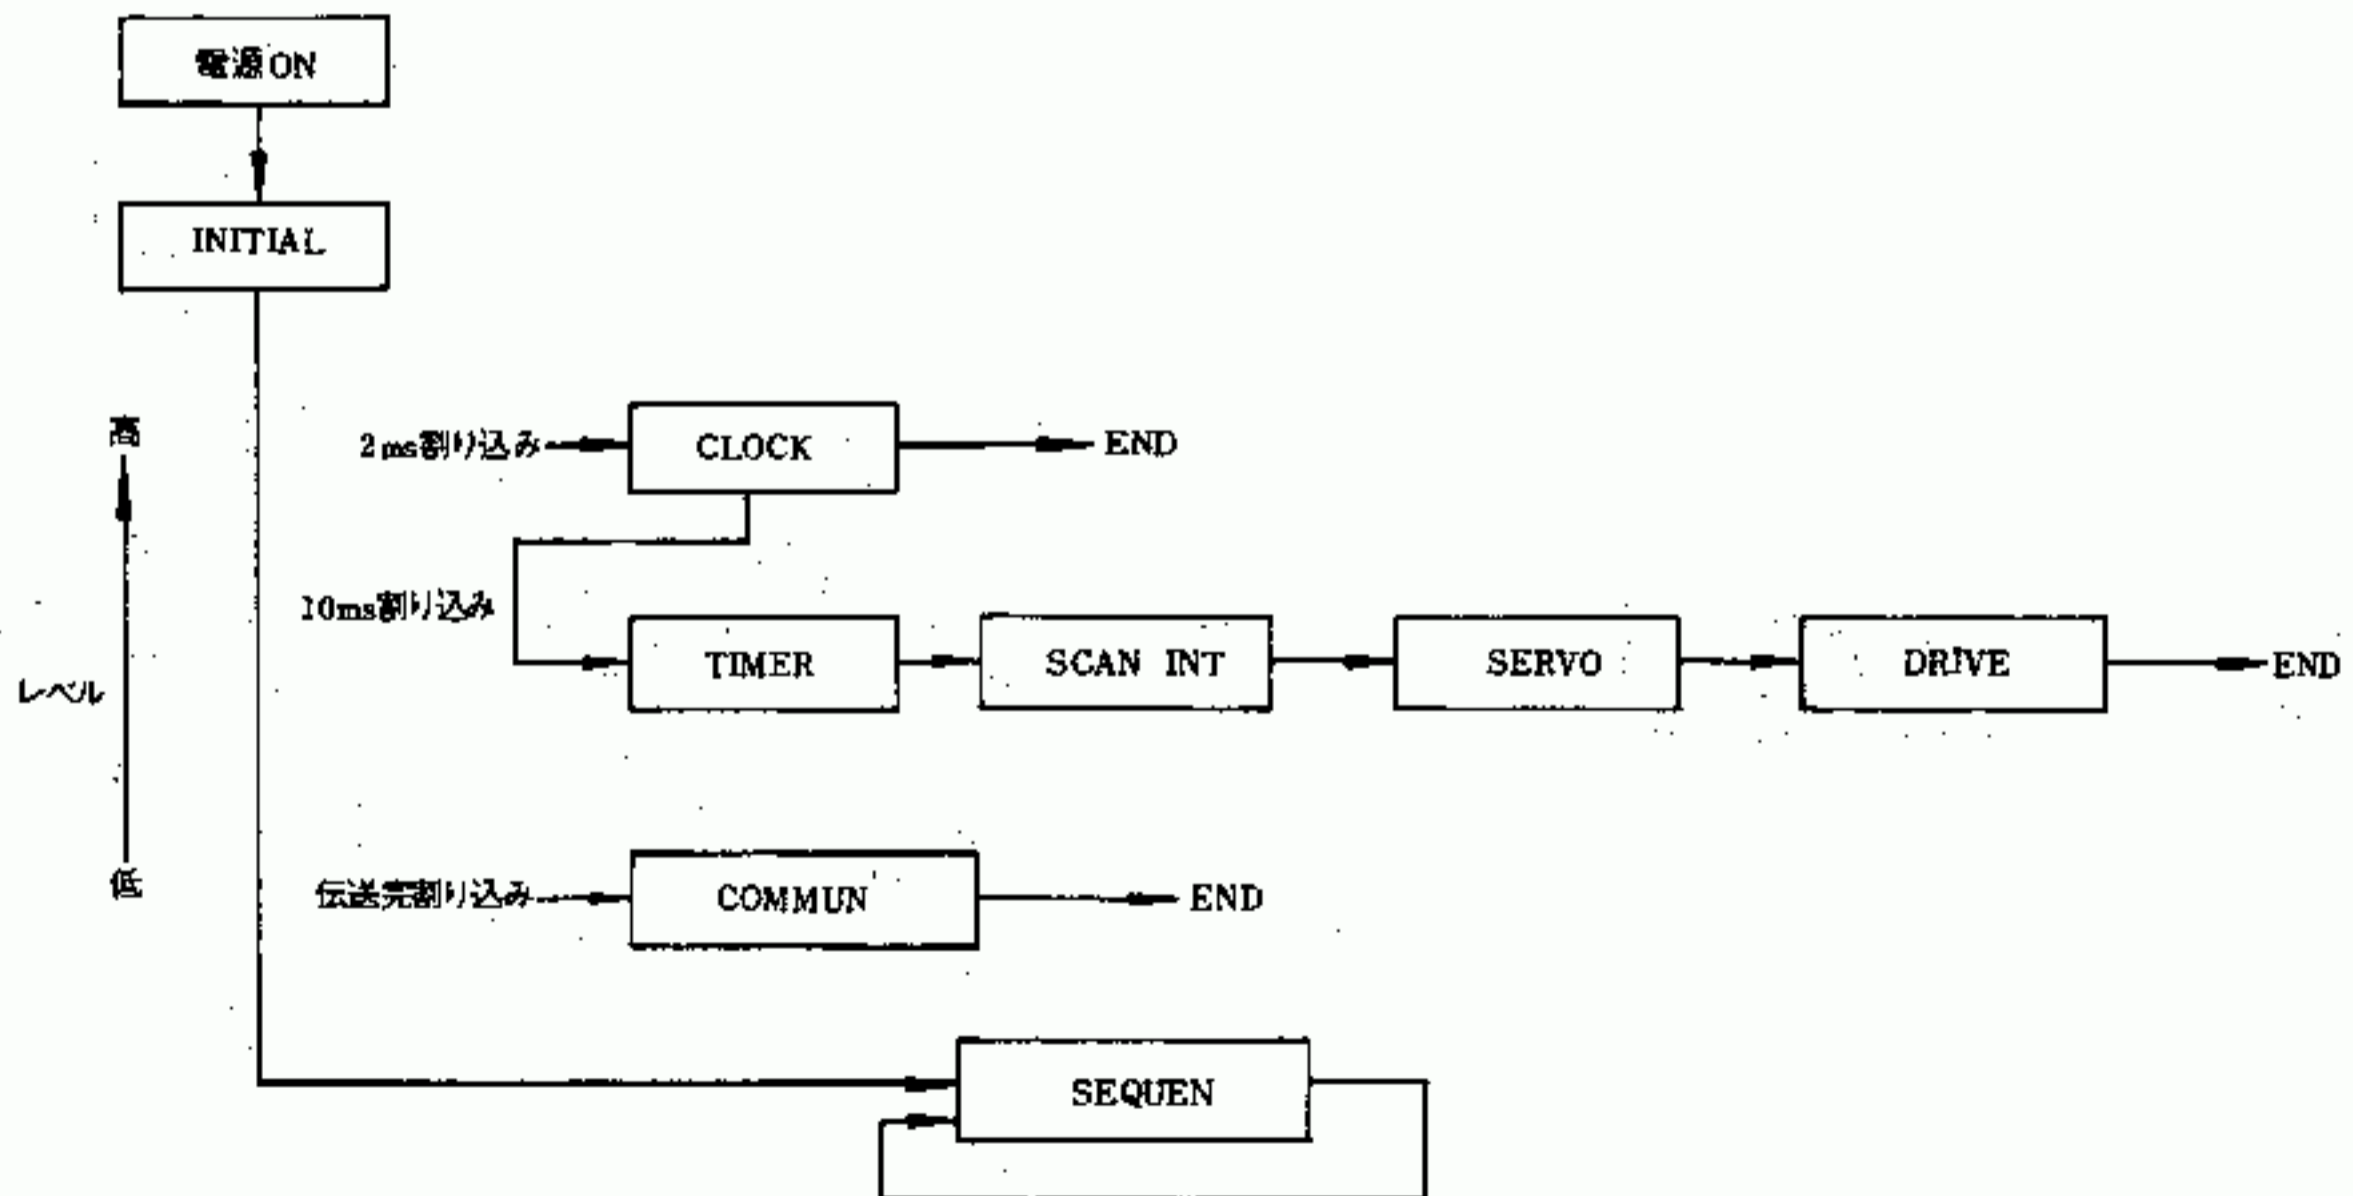 電源ON
INITIAL
高
2ms割り込み
CLOCK
END
10ms割り込み
TIMER
SCAN INT
SERVO
DRIVE
END
レベル
低
伝送完割り込み
COMMUN
END
SEQUEN